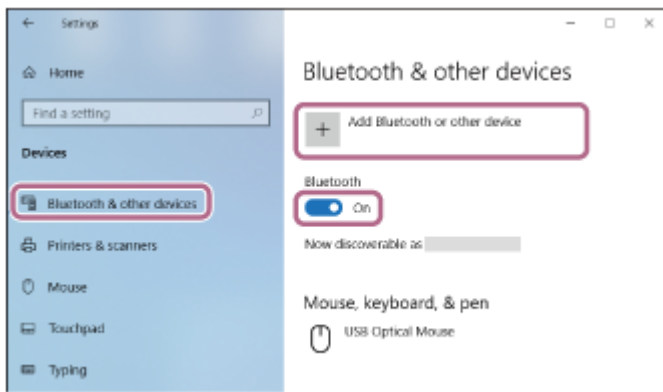 Settings
Home
Find a setting
Devices
Bluetooth & other devices
Printers & scanners
Mouse
Touchpad
Typing
Bluetooth & other devices
Add Bluetooth or other device
Bluetooth
On
Now discoverable as
Mouse, keyboard, & pen
USB Optical Mouse